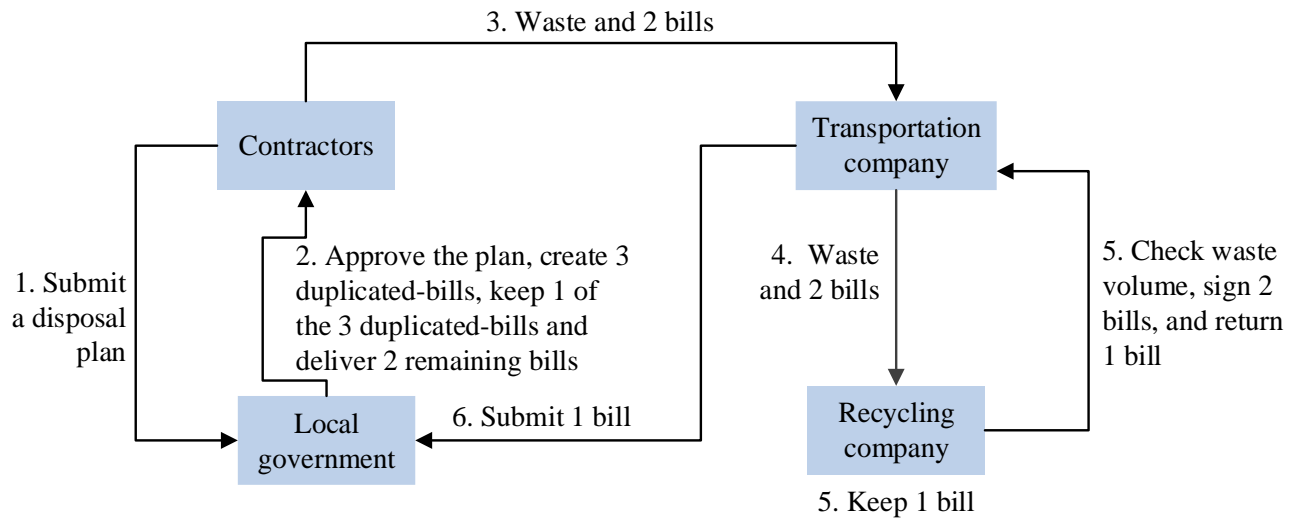 3. Waste and 2 bills
Contractors
Transportation
company
1. Submit
a disposal
plan
2. Approve the plan, create 3
duplicated-bills, keep 1 of
the 3 duplicated-bills and
deliver 2 remaining bills
4. Waste
and 2 bills
5. Check waste
volume, sign 2
bills, and return
1 bill
Local
government
6. Submit 1 bill
Recycling
company
5. Keep 1 bill